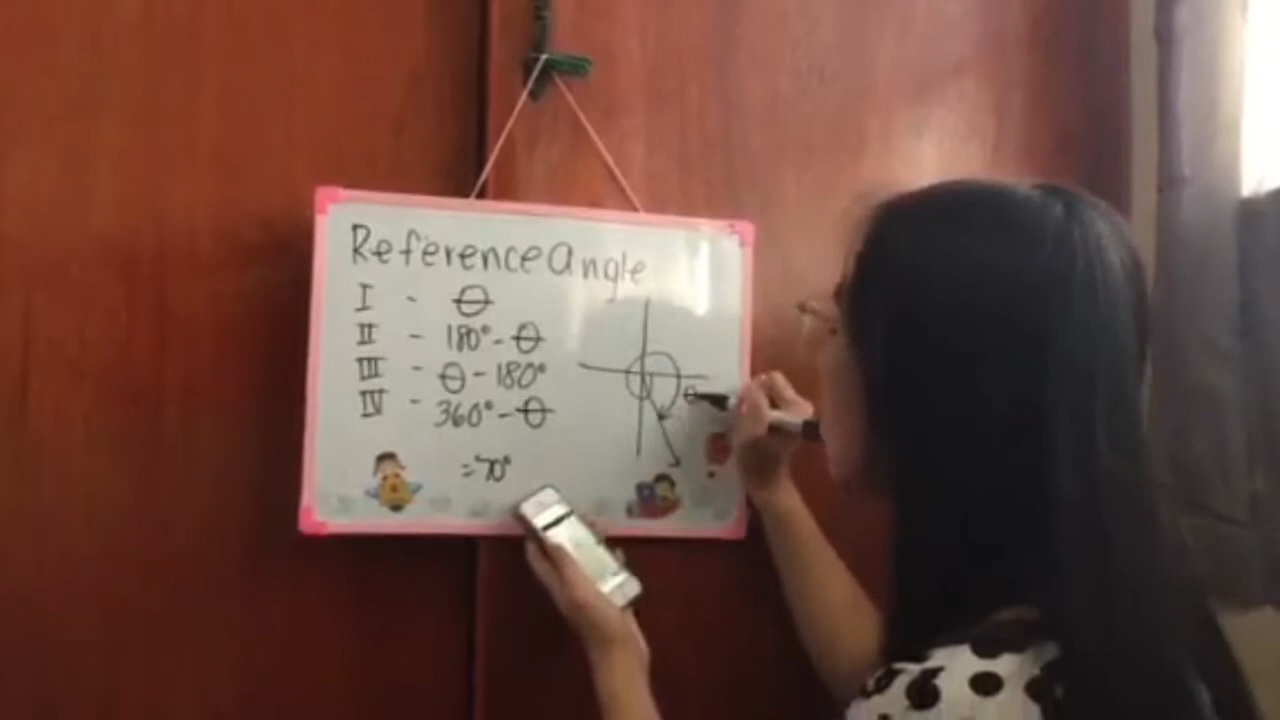 Reference Angle
I - θ
II - 180° - θ
III - θ - 180°
IV - 360° - θ
= 70°
θ